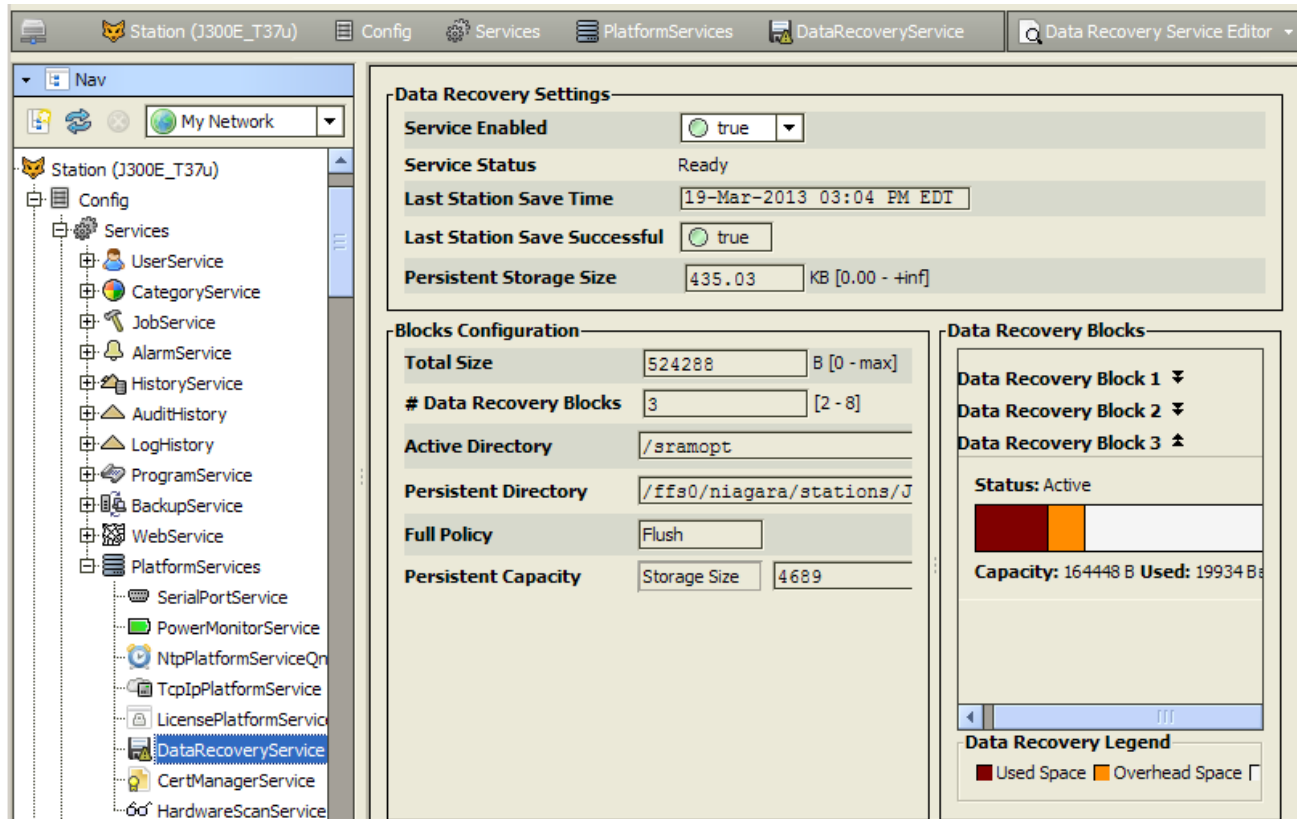 Station (J300E_T37u) Config Services PlatformServices DataRecoveryService Data Recovery Service Editor
Nav
My Network
Station (J300E_T37u)
Config
Services
UserService
CategoryService
JobService
AlarmService
HistoryService
AuditHistory
LogHistory
ProgramService
BackupService
WebService
PlatformServices
SerialPortService
PowerMonitorService
NtpPlatformServiceQn
TcpIpPlatformService
LicensePlatformServic
DataRecoveryService
CertManagerService
HardwareScanService
Data Recovery Settings
Service Enabled true
Service Status Ready
Last Station Save Time 19-Mar-2013 03:04 PM EDT
Last Station Save Successful true
Persistent Storage Size 435.03 KB [0.00 - +inf]
Blocks Configuration
Total Size 524288 B [0 - max]
# Data Recovery Blocks 3 [2 - 8]
Active Directory /sramopt
Persistent Directory /ffs0/niagara/stations/J
Full Policy Flush
Persistent Capacity Storage Size 4689
Data Recovery Blocks
Data Recovery Block 1
Data Recovery Block 2
Data Recovery Block 3
Status: Active
Capacity: 164448 B Used: 19934 B
Data Recovery Legend
Used Space Overhead Space